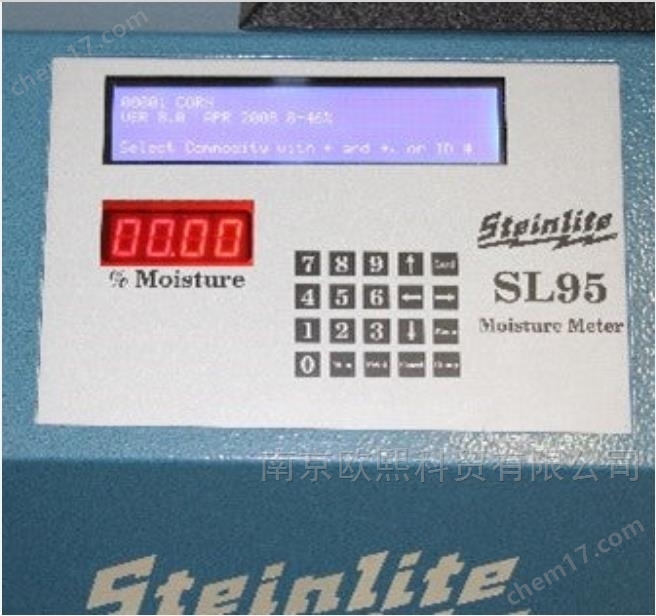 chem17.com
00001 CORN
VER 8.0 APR 2008 8-46%
Select Commodity with + and +, or ID #
00.00
% Moisture
Steinlite
SL95
Moisture Meter
7 8 9 ↑
4 5 6 ← →
1 2 3 ↓
0
南京欧熙科贸有限公司
Steinlite
chem17.com